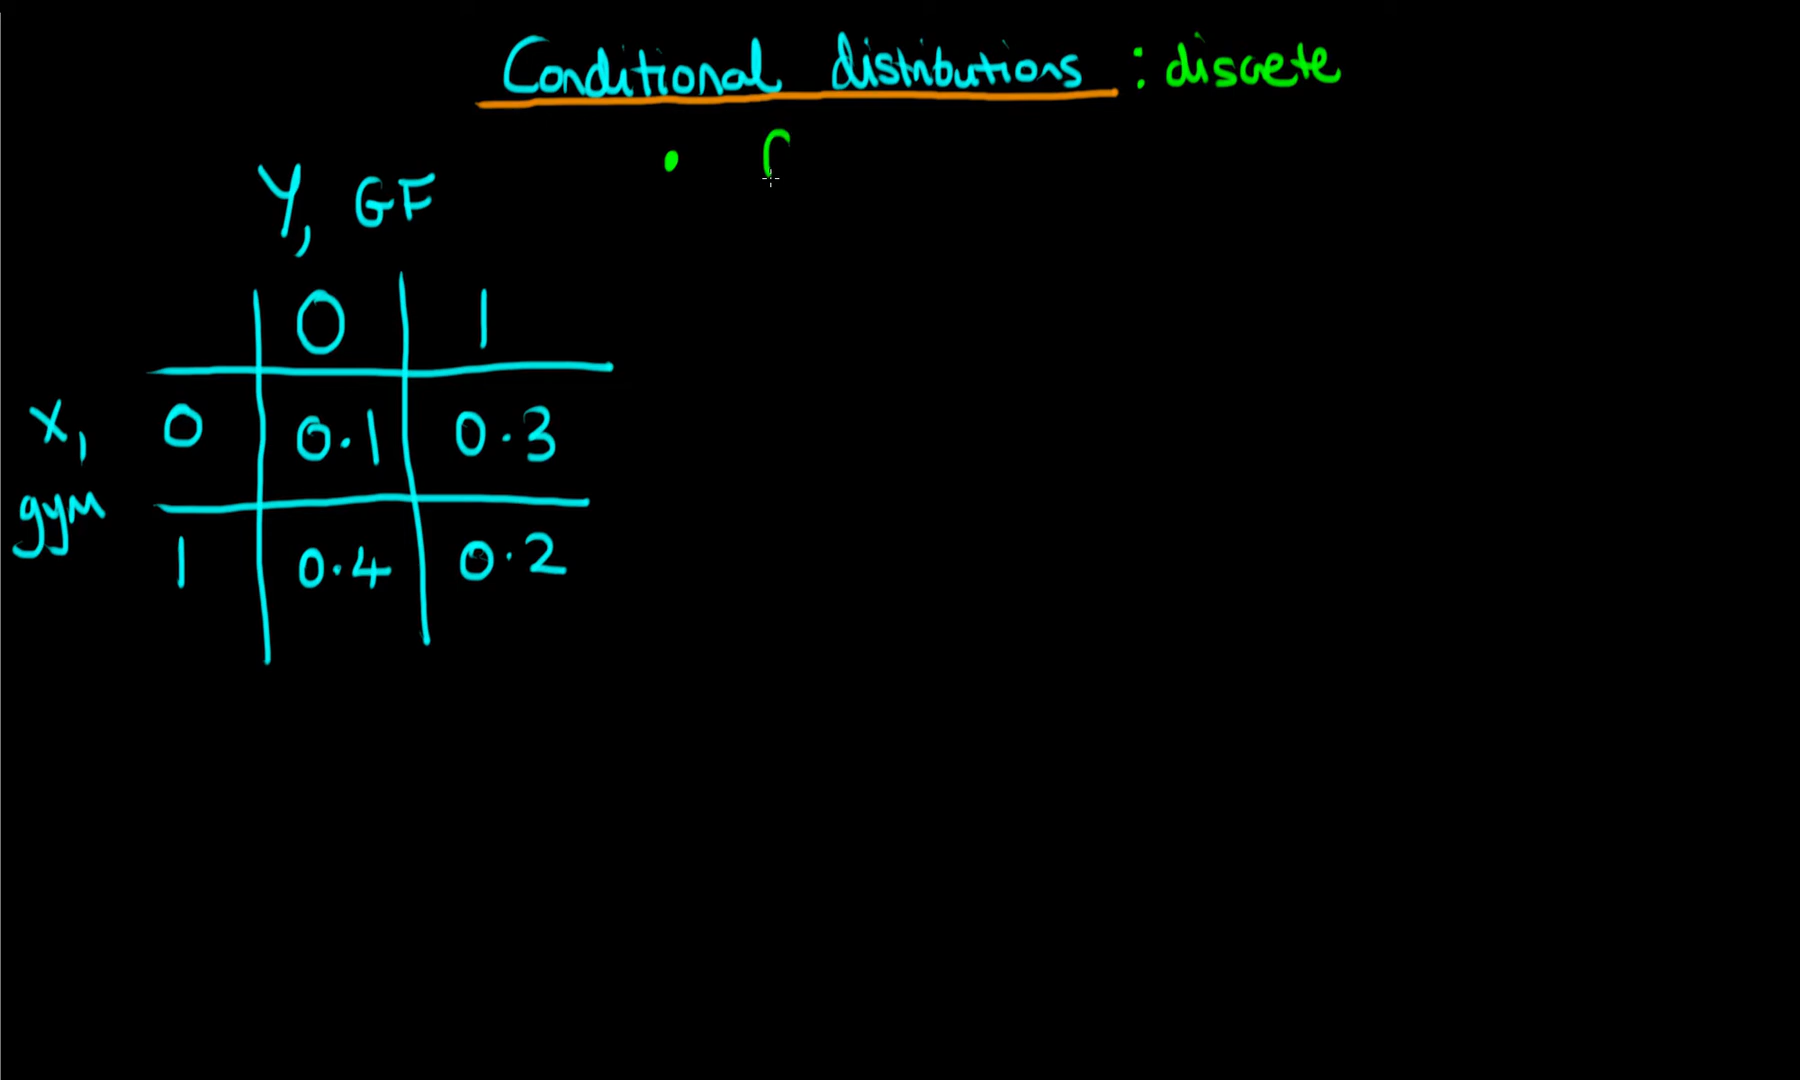 Conditional distributions : discrete
Y, GF
0 1
X, 0 0.1 0.3
gym
1 0.4 0.2